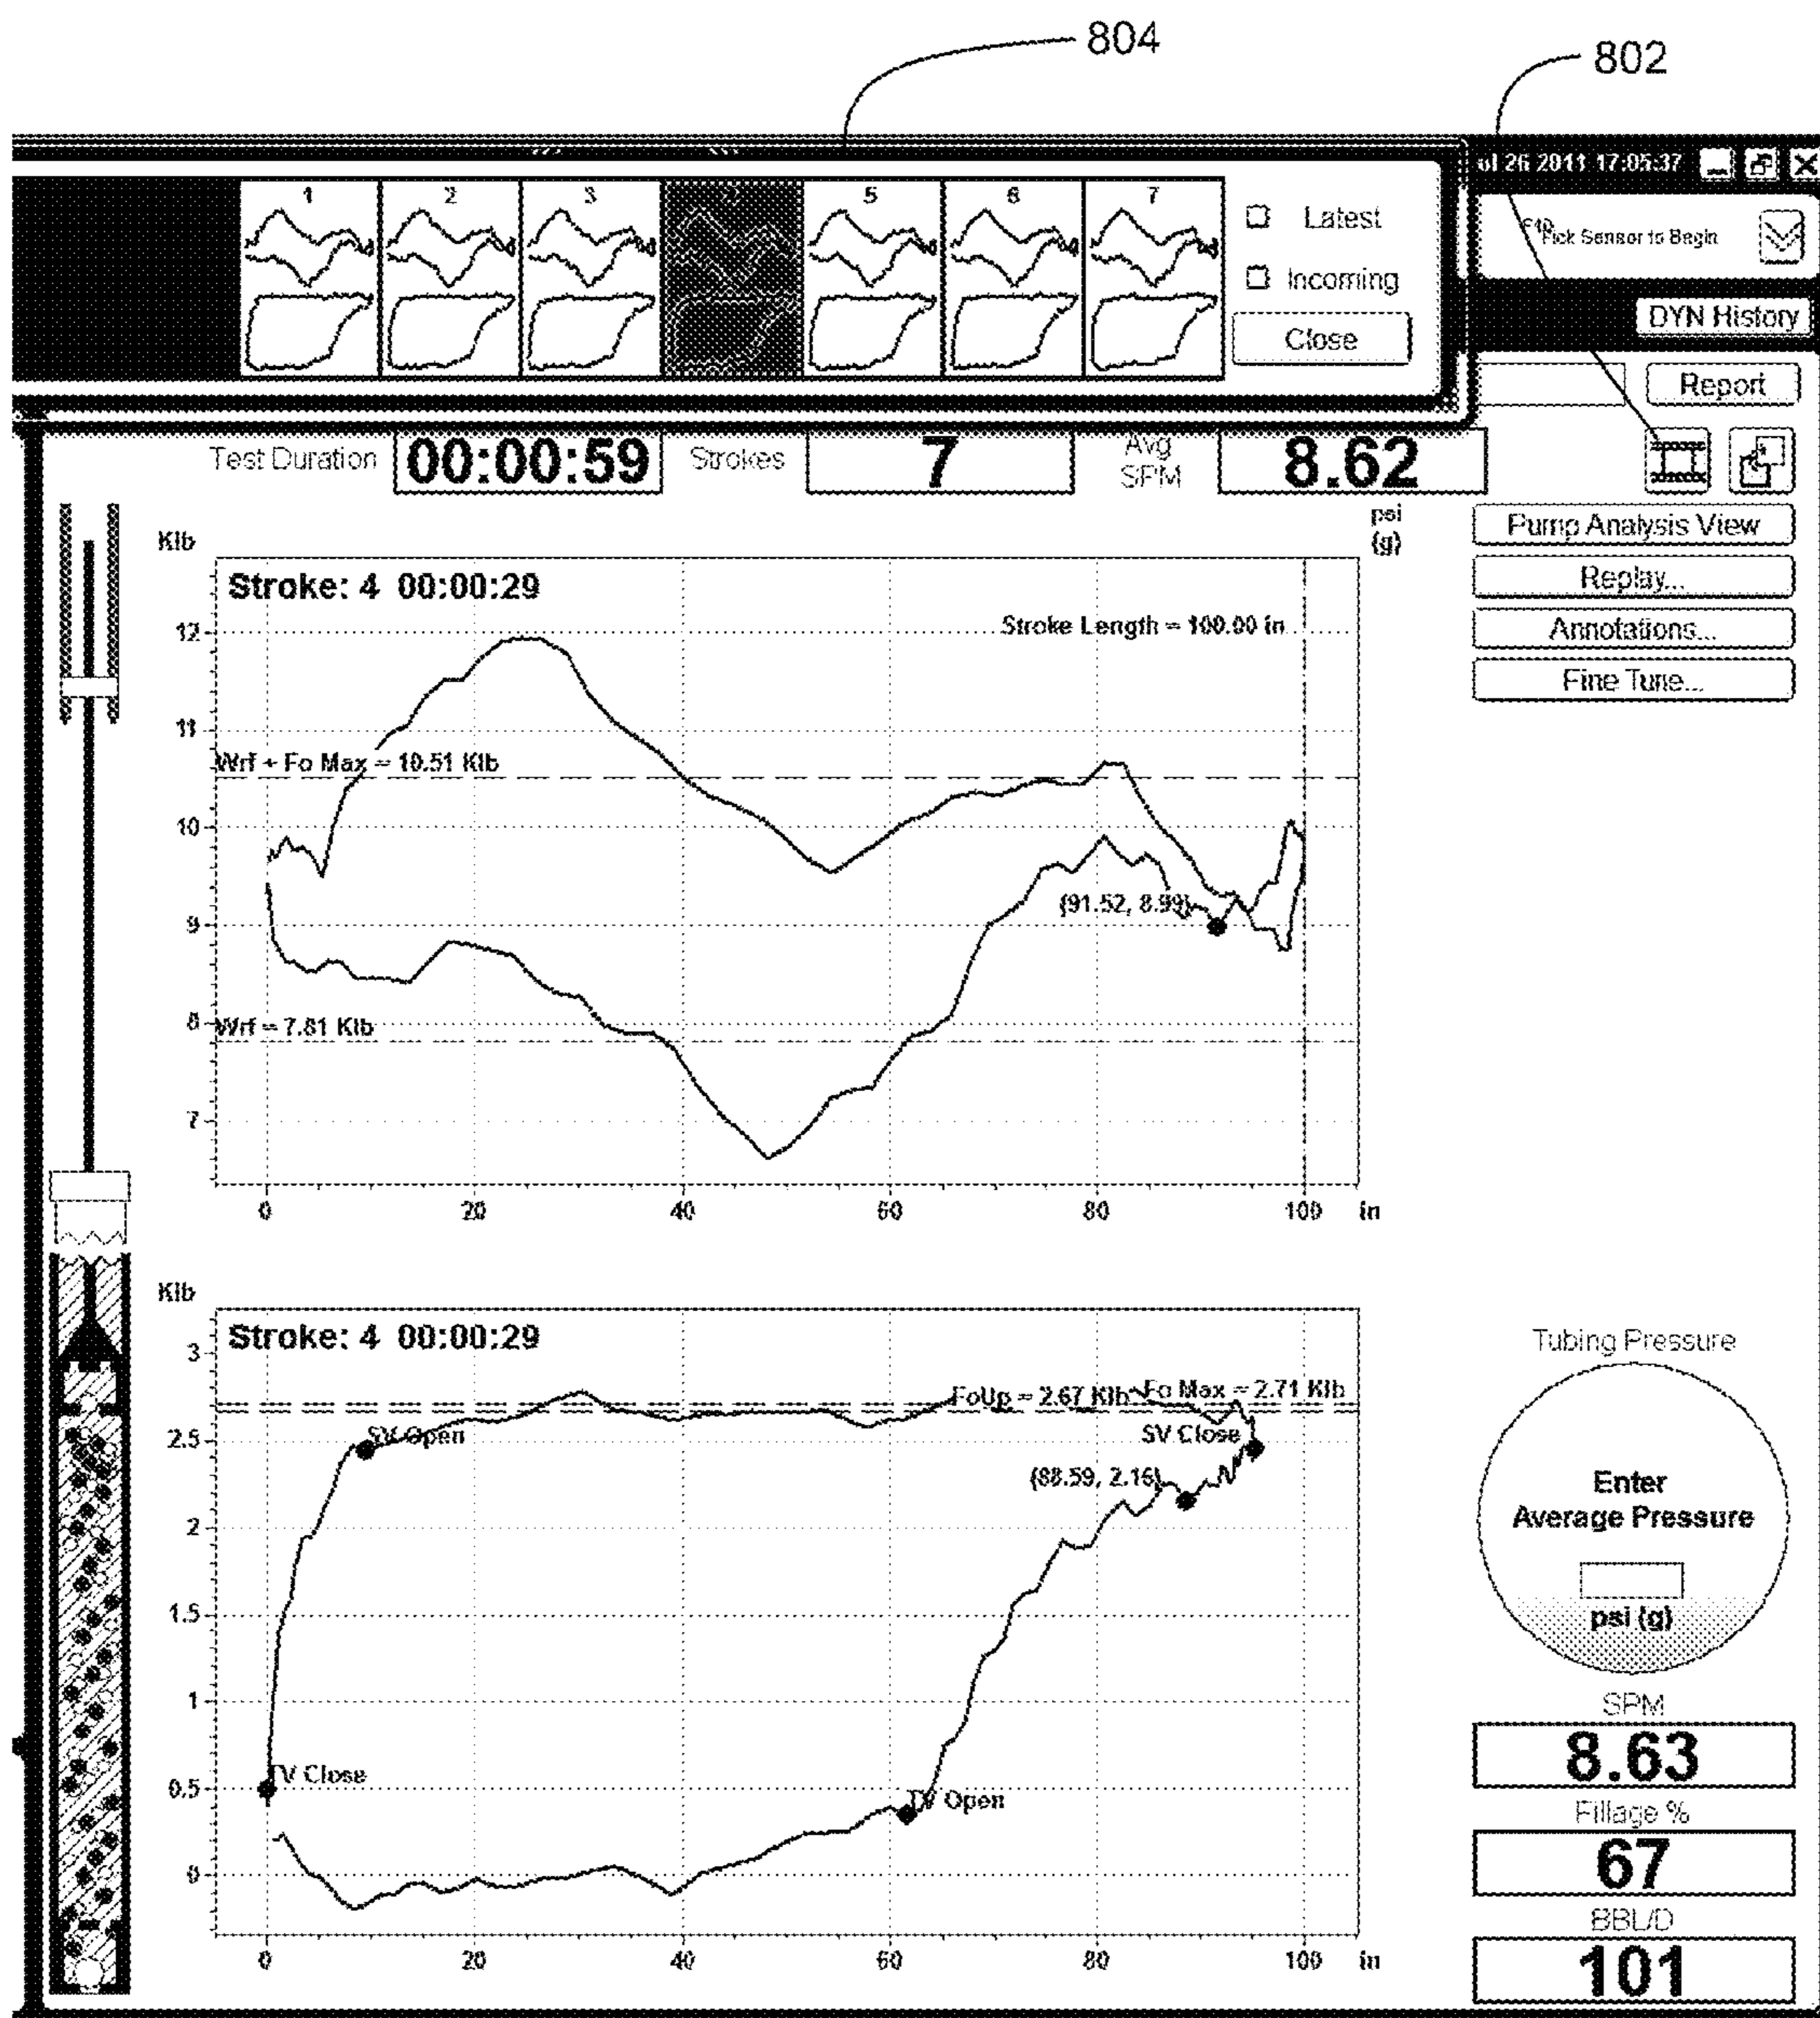 804
802
26 2011 17:05:37
1 2 3 5 6 7
Latest
Incoming
Close
Pick Sensor to Begin
DYN History
Report
Test Duration 00:00:59 Strokes 7 Avg SPM 8.62
Pump Analysis View
Replay...
Annotations...
Fine Tune...
Klb
psi (g)
Stroke: 4 00:00:29
Stroke Length = 100.00 in
Wrf + Fo Max = 10.51 Klb
(91.52, 8.99)
Wrf = 7.81 Klb
12
11
10
9
8
7
0 20 40 60 80 100 in
Klb
Stroke: 4 00:00:29
FoUp = 2.67 Klb Fo Max = 2.71 Klb
SV Open
SV Close
(88.59, 2.16)
TV Close
TV Open
3
2.5
2
1.5
1
0.5
0
0 20 40 60 80 100 in
Tubing Pressure
Enter
Average Pressure
psi (g)
SPM
8.63
Fillage %
67
BBL/D
101